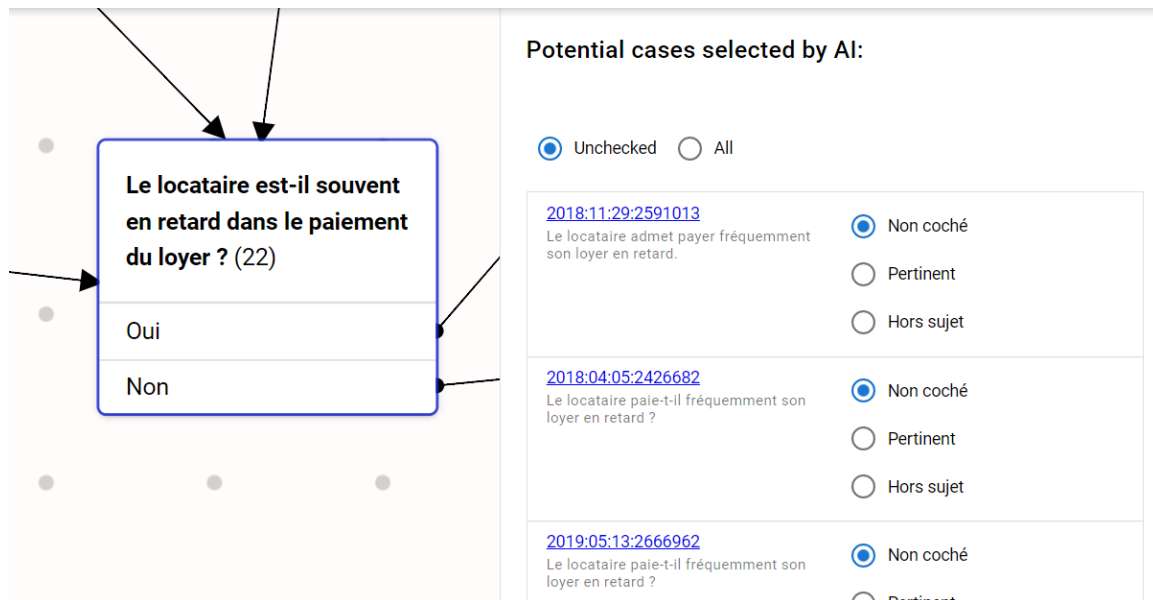 Le locataire est-il souvent
en retard dans le paiement
du loyer ? (22)
Oui
Non
Potential cases selected by AI:
Unchecked
All
2018:11:29:2591013
Le locataire admet payer fréquemment
son loyer en retard.
Non coché
Pertinent
Hors sujet
2018:04:05:2426682
Le locataire paie-t-il fréquemment son
loyer en retard ?
Non coché
Pertinent
Hors sujet
2019:05:13:2666962
Le locataire paie-t-il fréquemment son
loyer en retard ?
Non coché
Pertinent